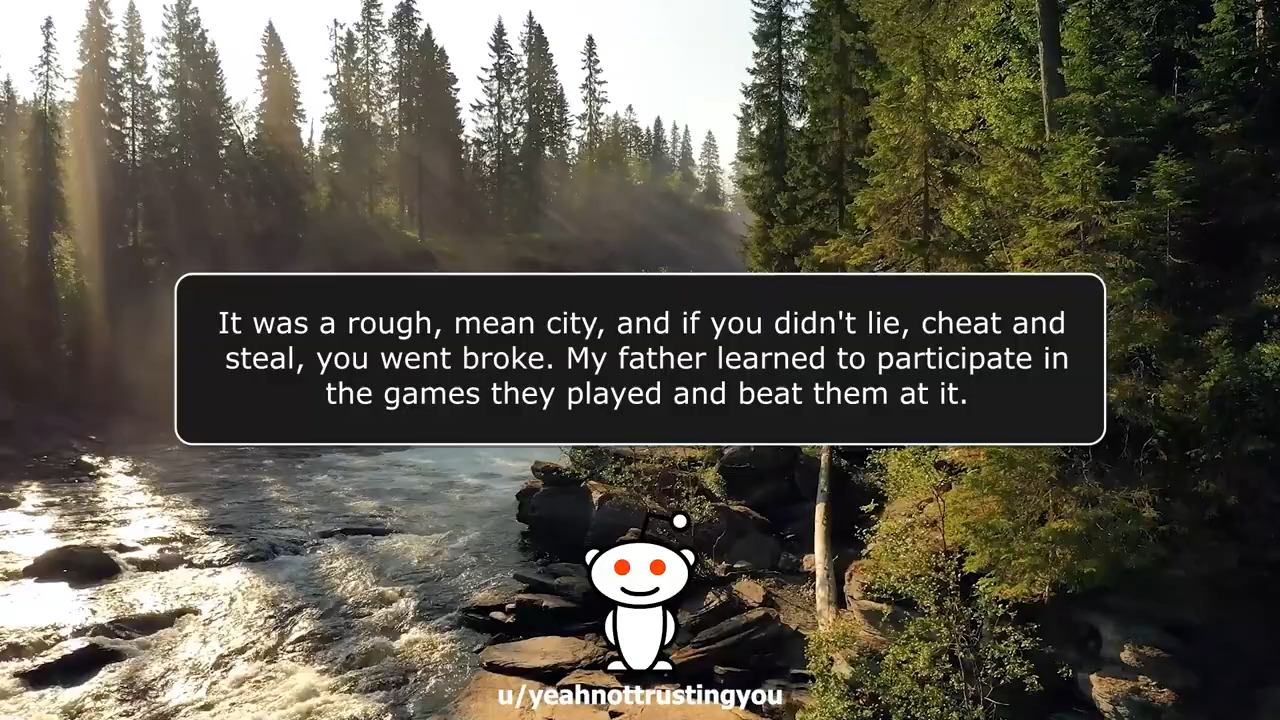 It was a rough, mean city, and if you didn't lie, cheat and
steal, you went broke. My father learned to participate in
the games they played and beat them at it.
u/yeahnottrustingyou